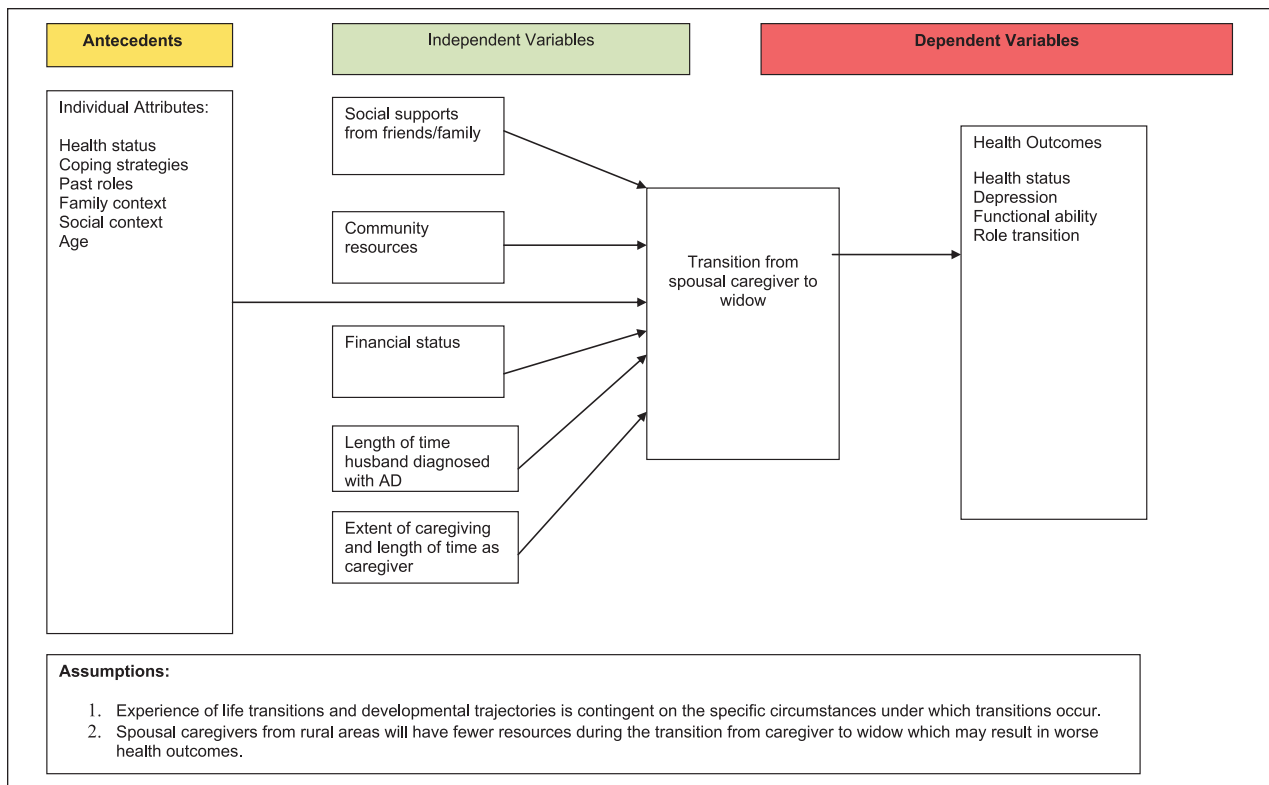 Antecedents
Independent Variables
Dependent Variables
Individual Attributes:
Health status
Coping strategies
Past roles
Family context
Social context
Age
Social supports
from friends/family
Community
resources
Financial status
Length of time
husband diagnosed
with AD
Extent of caregiving
and length of time as
caregiver
Transition from
spousal caregiver to
widow
Health Outcomes
Health status
Depression
Functional ability
Role transition
Assumptions:
1. Experience of life transitions and developmental trajectories is contingent on the specific circumstances under which transitions occur.
2. Spousal caregivers from rural areas will have fewer resources during the transition from caregiver to widow which may result in worse
health outcomes.